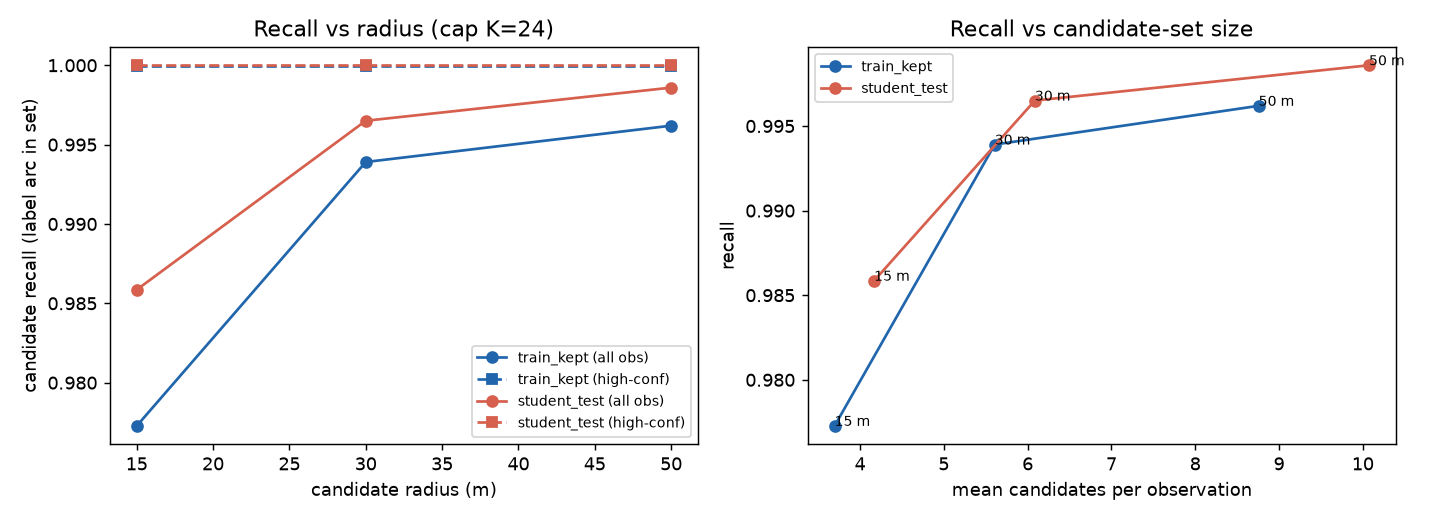 Recall vs radius (cap K=24)
candidate recall (label arc in set)
1.000
0.995
0.990
0.985
0.980
15 20 25 30 35 40 45 50
candidate radius (m)
train_kept (all obs)
train_kept (high-conf)
student_test (all obs)
student_test (high-conf)
Recall vs candidate-set size
recall
0.995
0.990
0.985
0.980
4 5 6 7 8 9 10
mean candidates per observation
train_kept
student_test
50 m
30 m
50 m
30 m
15 m
15 m